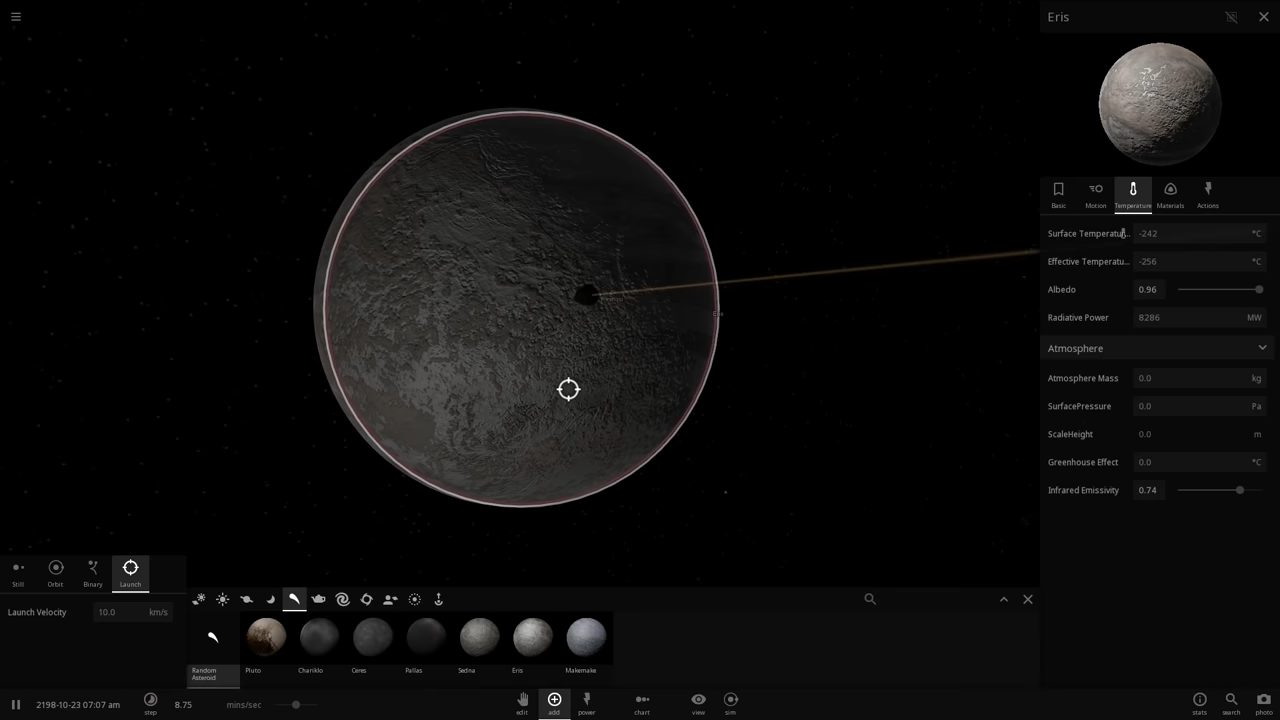 Eris
Basic Motion Temperature Materials Actions
Surface Temperatu... -242 °C
Effective Temperatu... -256 °C
Albedo 0.96
Radiative Power 8286 MW
Atmosphere
Atmosphere Mass 0.0 kg
SurfacePressure 0.0 Pa
ScaleHeight 0.0 m
Greenhouse Effect 0.0 °C
Infrared Emissivity 0.74
Still Orbit Binary Launch
Launch Velocity 10.0 km/s
Random
Asteroid
Pluto Chariklo Ceres Pallas Sedna Eris Makemake
2198-10-23 07:07 am step 8.75 mins/sec edit add power chart view sim stats search photo